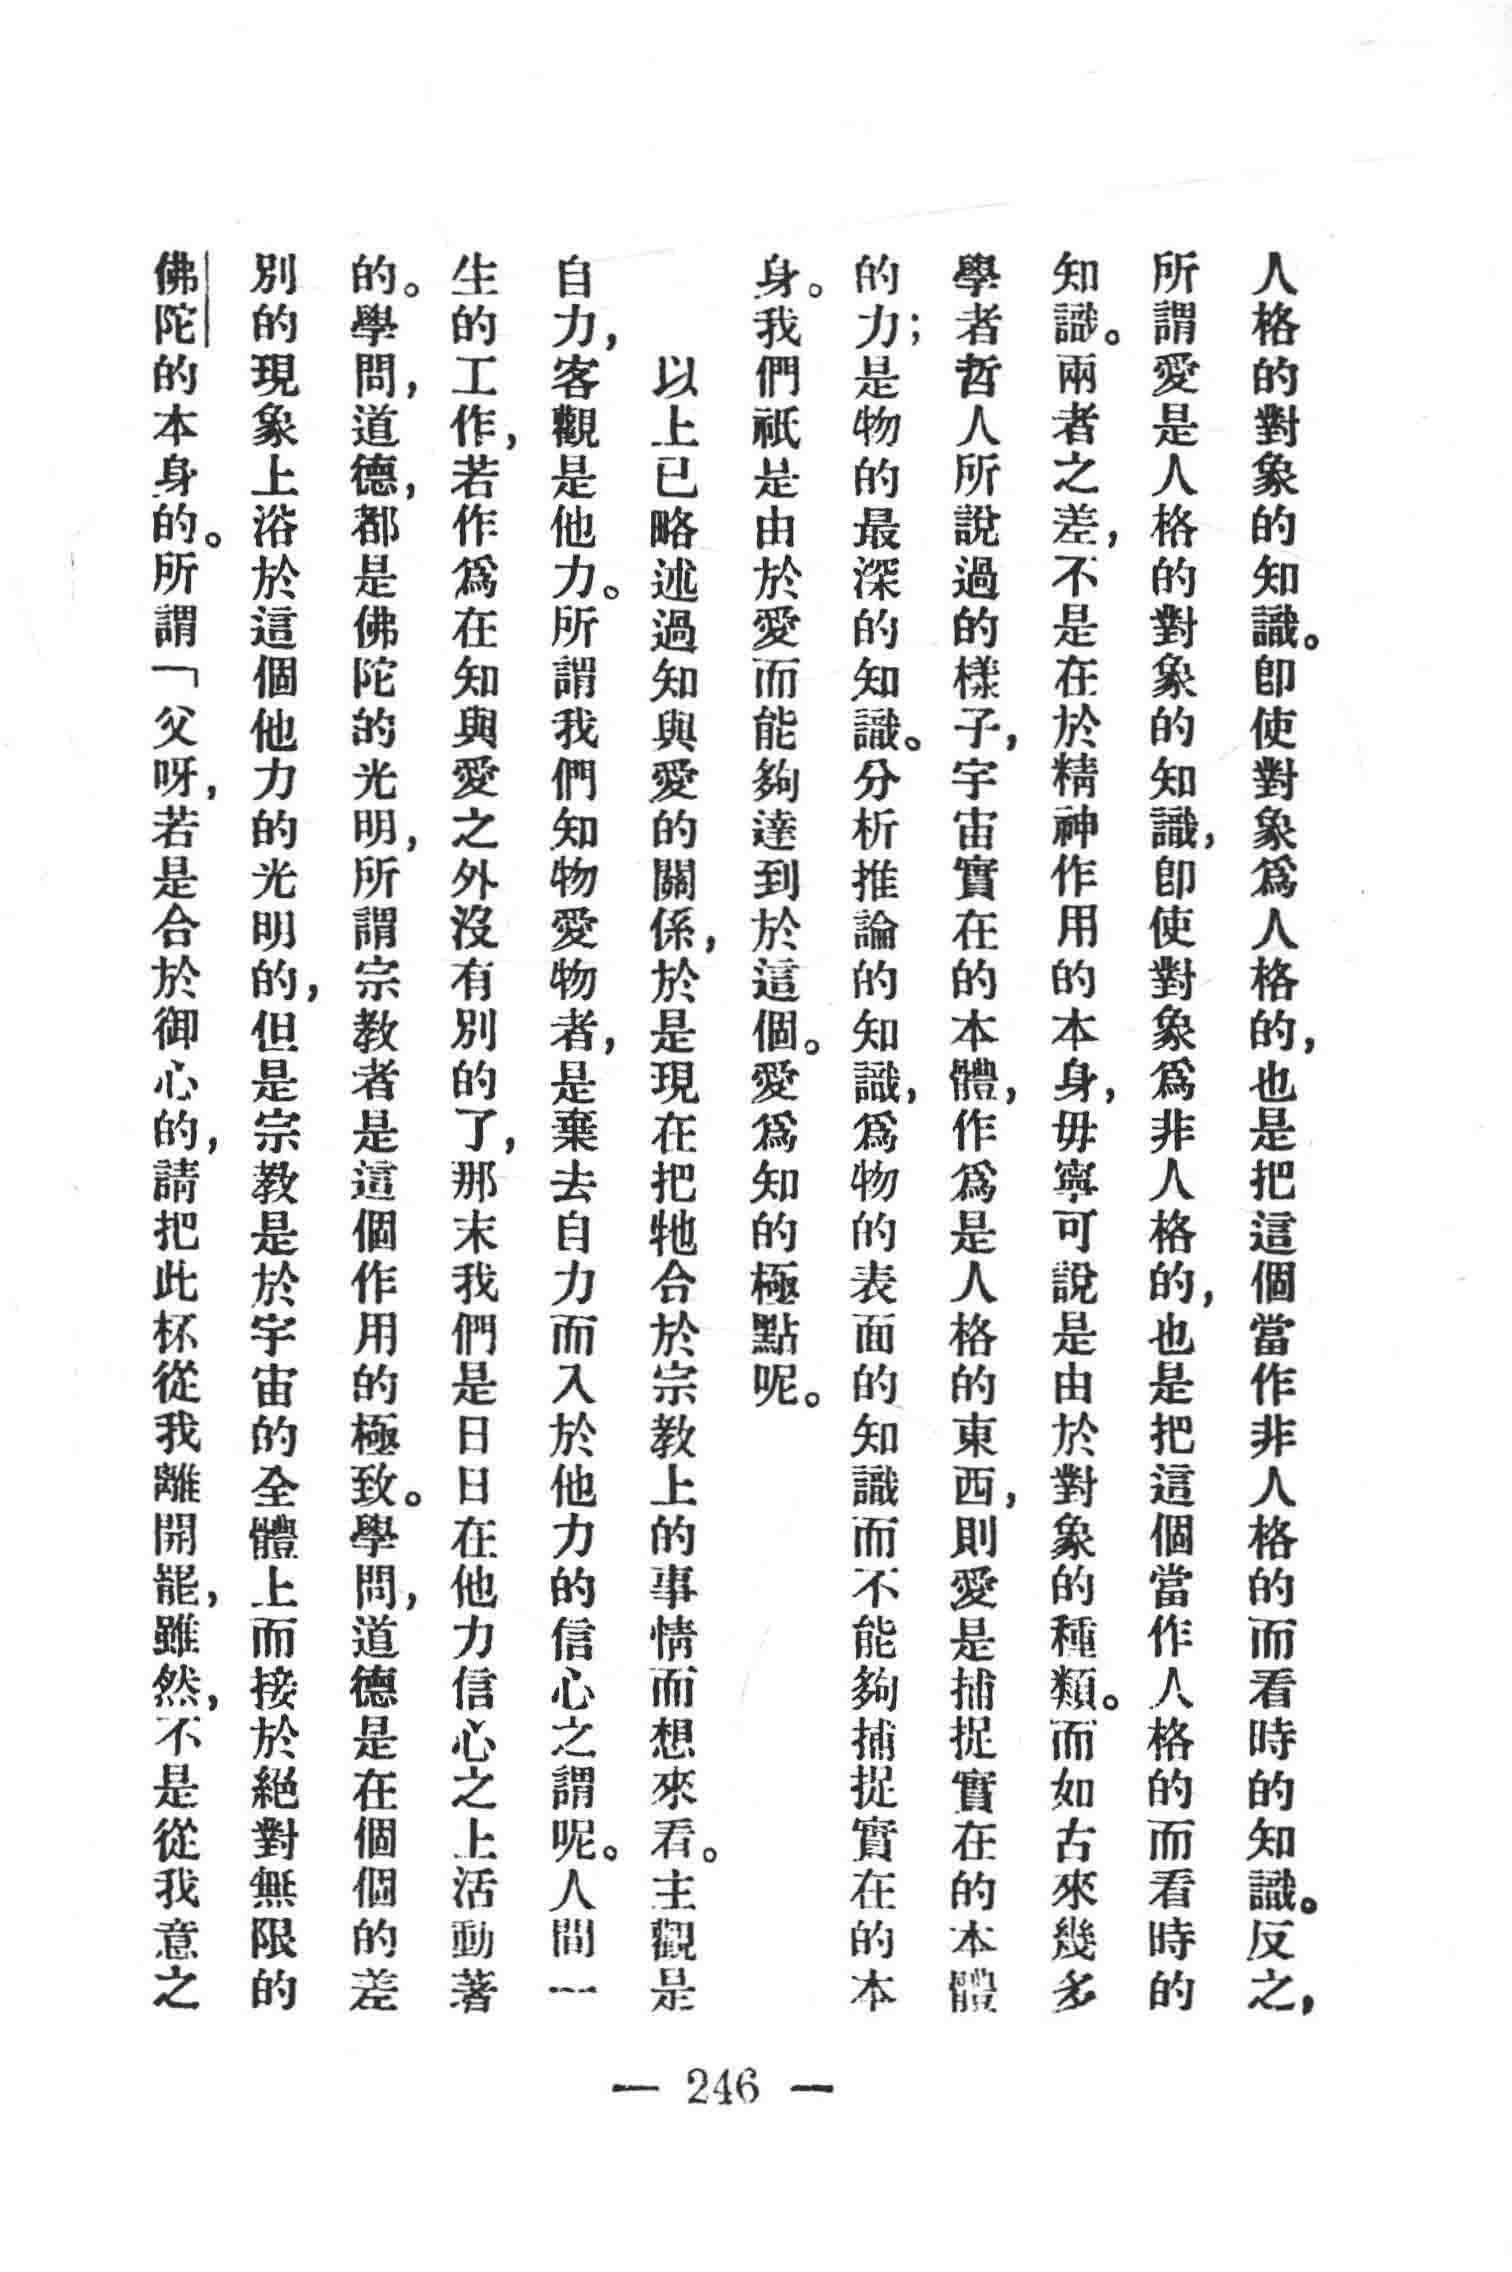 人格的對象的知識。卽使對象爲人格的，也是把這個當作非人格的而看時的知識。反之，
所謂愛是人格的對象的知識，卽使對象爲非人格的，也是把這個當作人格的而看時的
知識。兩者之差，不是在於精神作用的本身，毋寧可說是由於對象的種類。而如古來幾多
學者哲人所說過的樣子，宇宙實在的本體，作爲是人格的東西，則愛是捕捉實在的本體
的力；是物的最深的知識。分析推論的知識，爲物的表面的知識而不能夠捕捉實在的本
身。我們祇是由於愛而能夠達到於這個。愛爲知的極點呢。
以上已略述過知與愛的關係，於是現在把牠合於宗教上的事情而想來看。主觀是
自力，客觀是他力。所謂我們知物愛物者，是棄去自力而入於他力的信心之謂呢。人間一
生的工作，若作爲在知與愛之外沒有別的了，那末我們是日日在他力信心之上活動著
的。學問，道德，都是佛陀的光明，所謂宗教者是這個作用的極致。學問，道德是在個個的差
別的現象上浴於這個他力的光明的，但是宗教是於宇宙的全體上而接於絕對無限的
佛陀的本身的。所謂「父呀，若是合於御心的，請把此杯從我離開罷，雖然，不是從我意之
— 246 —